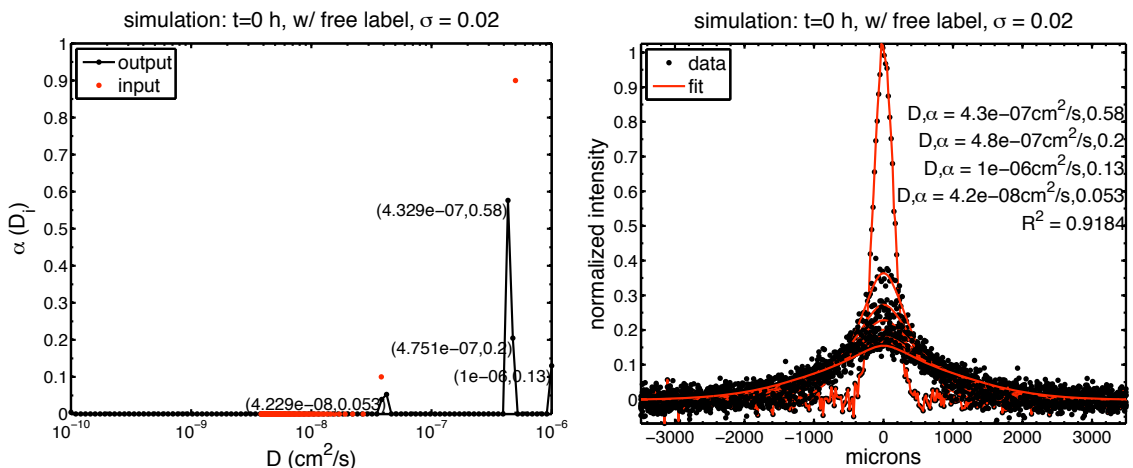 simulation: t=0 h, w/ free label, σ = 0.02
1
0.9
0.8
0.7
0.6
0.5
0.4
0.3
0.2
0.1
0
α (D_i)
output
input
(4.329e−07,0.58)
(4.751e−07,0.2)
(1e−06,0.13)
(4.229e−08,0.053
10^−10
10^−9
10^−8
10^−7
10^−6
D (cm²/s)
simulation: t=0 h, w/ free label, σ = 0.02
1
0.9
0.8
0.7
0.6
0.5
0.4
0.3
0.2
0.1
0
normalized intensity
data
fit
D,α = 4.3e−07cm²/s,0.58
D,α = 4.8e−07cm²/s,0.2
D,α = 1e−06cm²/s,0.13
D,α = 4.2e−08cm²/s,0.053
R² = 0.9184
−3000
−2000
−1000
0
1000
2000
3000
microns